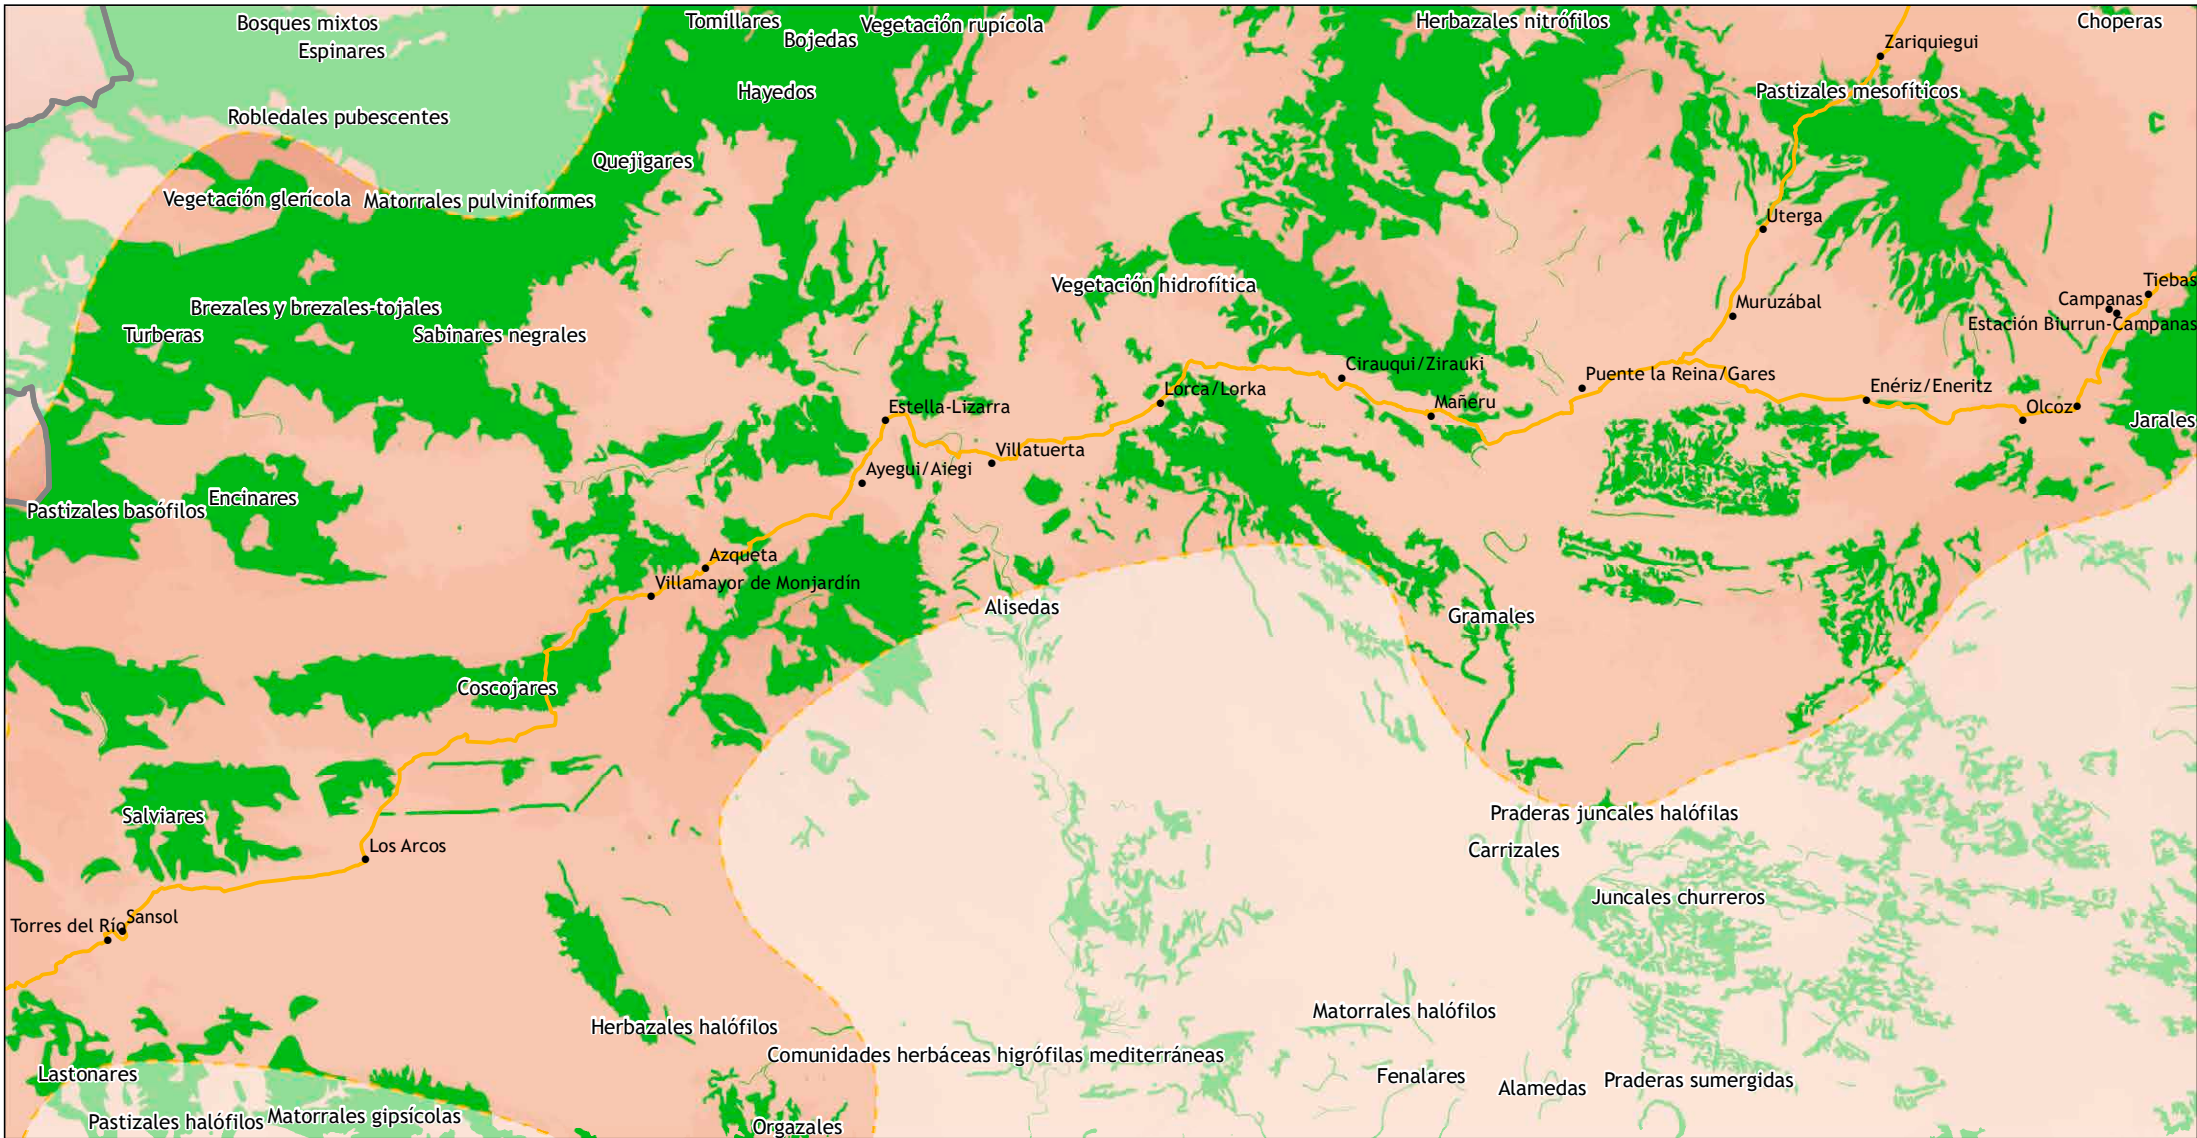 Bosques mixtos
Espinares
Tomillares
Bojedas
Vegetación rupícola
Herbazales nitrófilos
Choperas
Zariquiegui
Hayedos
Pastizales mesofíticos
Robledales pubescentes
Quejigares
Vegetación glerícola
Matorrales pulviniformes
Uterga
Vegetación hidrofítica
Tiebas
Campanas
Estación Biurrun-Campanas
Muruzábal
Brezales y brezales-tojales
Turberas
Sabinares negrales
Cirauqui/Zirauki
Puente la Reina/Gares
Enériz/Eneritz
Lorca/Lorka
Mañeru
Olcoz
Estella-Lizarra
Jarales
Villatuerta
Ayegui/Aiegi
Encinares
Pastizales basófilos
Azqueta
Villamayor de Monjardín
Alisedas
Gramales
Coscojares
Salviares
Praderas juncales halófilas
Los Arcos
Carrizales
Juncales churreros
Sansol
Torres del Río
Matorrales halófilos
Herbazales halófilos
Comunidades herbáceas higrófilas mediterráneas
Lastonares
Fenalares
Alamedas
Praderas sumergidas
Pastizales halófilos
Matorrales gipsícolas
Orgazales